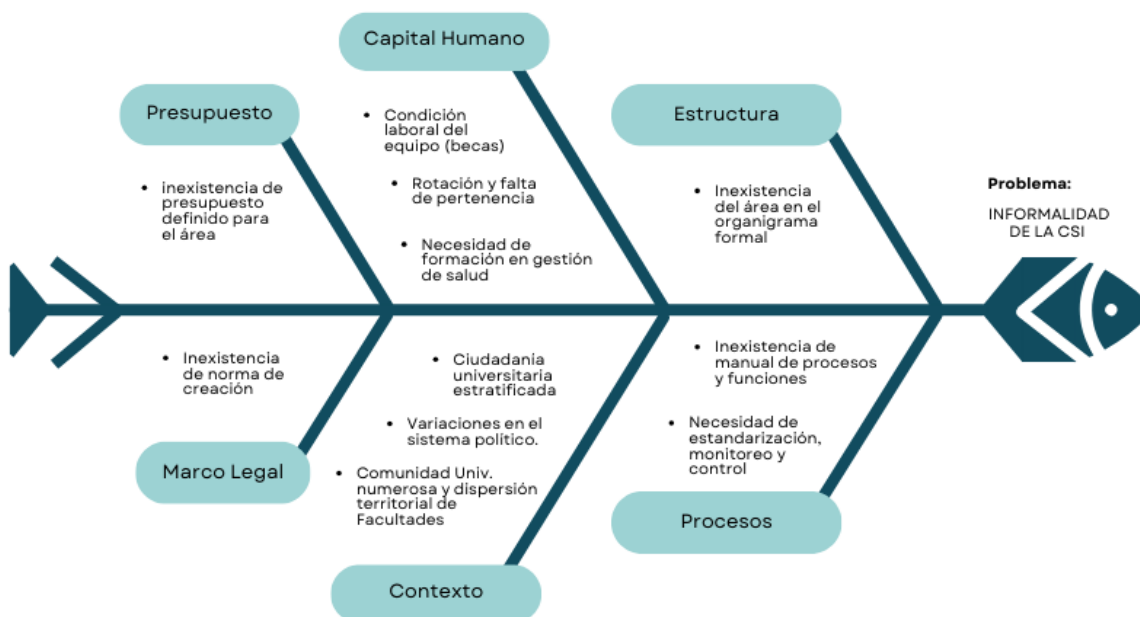 Capital Humano
Presupuesto
Estructura
• Condición
laboral del
equipo (becas)
• Rotación y falta
de pertenencia
• Necesidad de
formación en gestión
de salud
• inexistencia de
presupuesto
definido para
el área
• Inexistencia
del área en el
organigrama
formal
Problema:
INFORMALIDAD
DE LA CSI
• Inexistencia
de norma de
creación
• Ciudadanía
universitaria
estratificada
• Variaciones en el
sistema político.
• Comunidad Univ.
numerosa y dispersión
territorial de
Facultades
• Inexistencia de
manual de procesos
y funciones
• Necesidad de
estandarización,
monitoreo y
control
Marco Legal
Procesos
Contexto